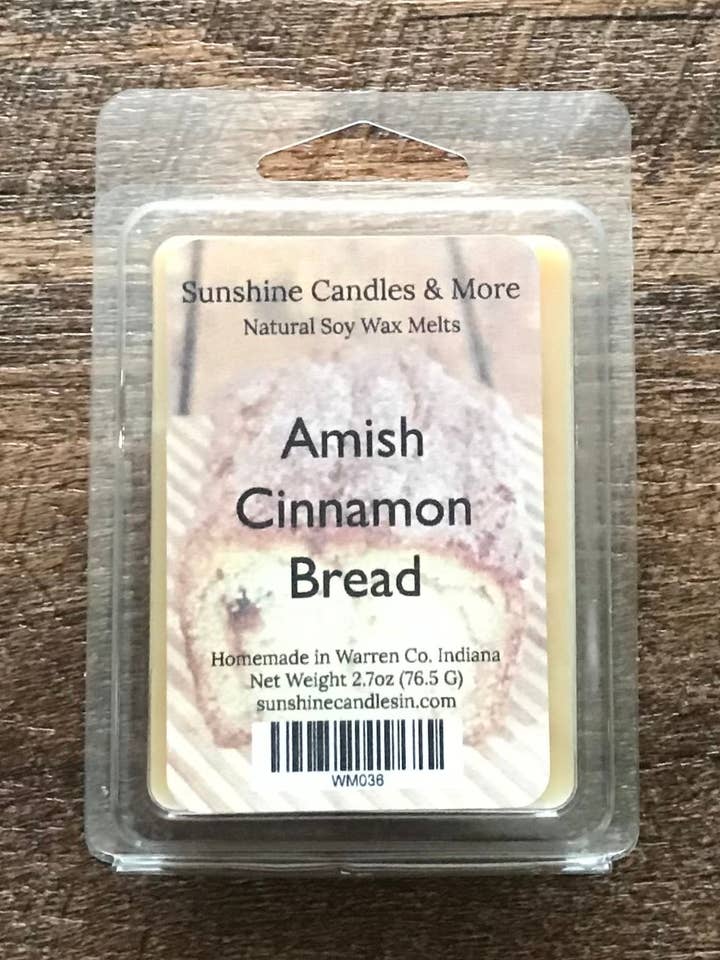 Sunshine Candles & More
Natural Soy Wax Melts
Amish
Cinnamon
Bread
Homemade in Warren Co. Indiana
Net Weight 2.7oz (76.5 G)
sunshinecandlesin.com
WM036